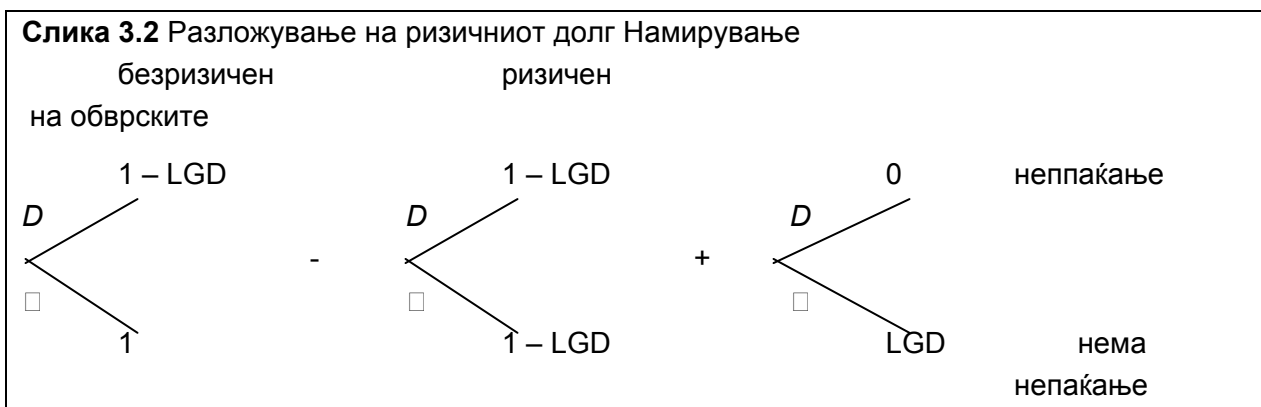 Слика 3.2 Разложување на ризичниот долг Намирување
безризичен ризичен
на обврските
1 – LGD 1 – LGD 0 неппаќање
D D D
- +
□ □ □
1 1 – LGD LGD нема
непаќање